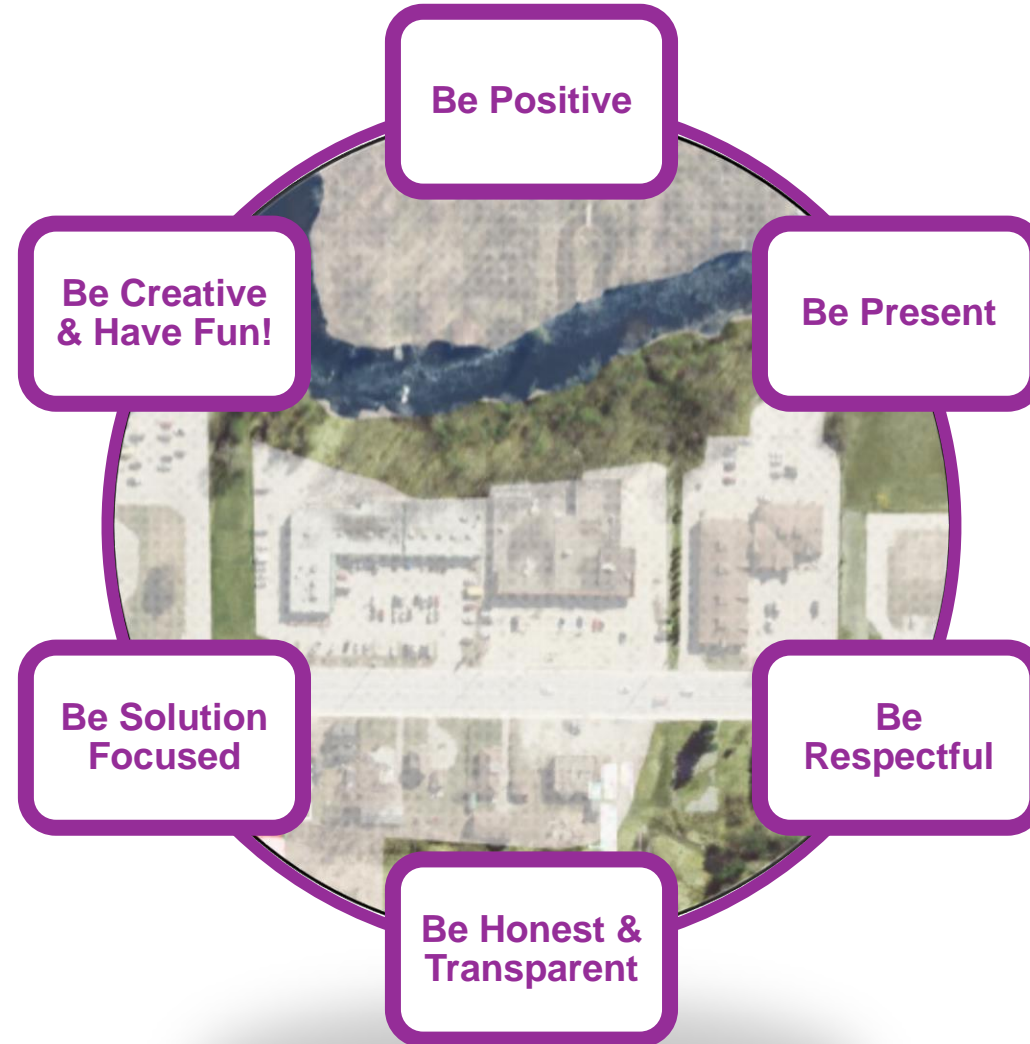 Be Positive
Be Present
Be
Respectful
Be Honest &
Transparent
Be Solution
Focused
Be Creative
& Have Fun!